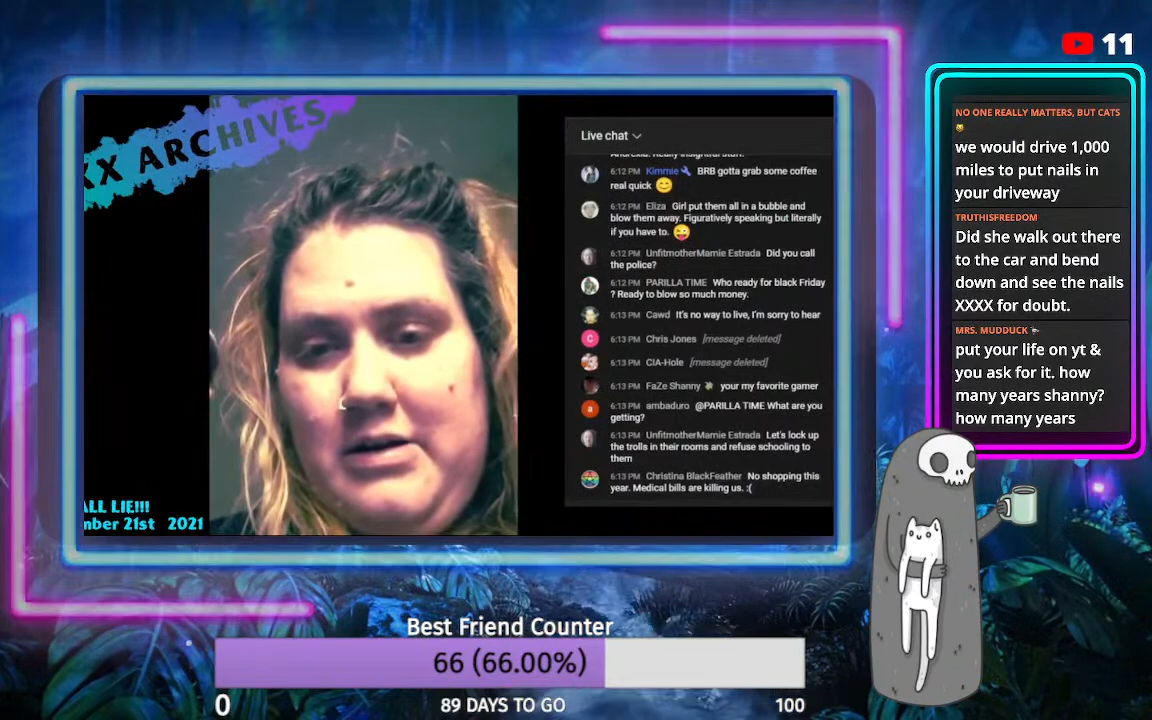 11
XX ARCHIVES
Live chat
6:12 PM Kimmie BRB gotta grab some coffee
real quick
6:12 PM Eliza Girl put them all in a bubble and
blow them away. Figuratively speaking but literally
if you have to.
6:12 PM UnfitmotherMamie Estrada Did you call
the police?
6:12 PM PARILLA TIME Who ready for black Friday
? Ready to blow so much money.
6:13 PM Cawd It's no way to live, I'm sorry to hear
6:13 PM Chris Jones [message deleted]
6:13 PM CIA-Hole [message deleted]
6:13 PM FaZe Shanny your my favorite gamer
6:13 PM ambaduro @PARILLA TIME What are you
getting?
6:13 PM UnfitmotherMamie Estrada Let's lock up
the trolls in their rooms and refuse schooling to
them
6:13 PM Christina BlackFeather No shopping this
year. Medical bills are killing us. :(
C
a
NO ONE REALLY MATTERS, BUT CATS
we would drive 1,000
miles to put nails in
your driveway
TRUTHISFREEDOM
Did she walk out there
to the car and bend
down and see the nails
XXXX for doubt.
MRS. MUDDUCK
put your life on yt &
you ask for it. how
many years shanny?
how many years
ALL LIE!!!
mber 21st 2021
Best Friend Counter
66 (66.00%)
0
89 DAYS TO GO
100